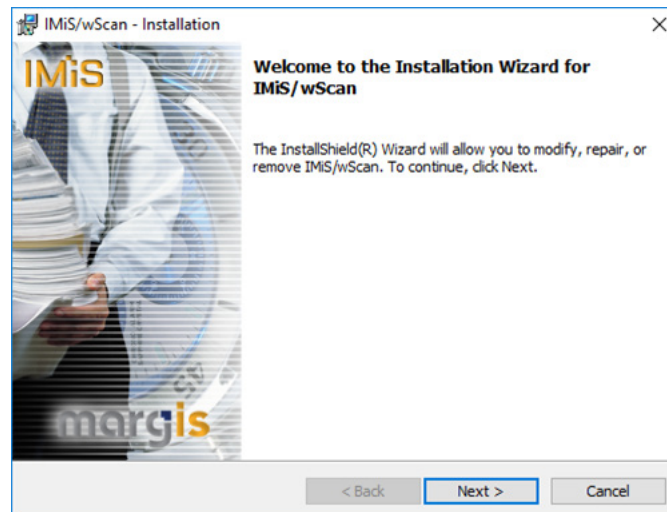 IMiS/wScan - Installation
IMiS
Welcome to the Installation Wizard for
IMiS/wScan
The InstallShield(R) Wizard will allow you to modify, repair, or
remove IMiS/wScan. To continue, click Next.
margis
< Back Next > Cancel